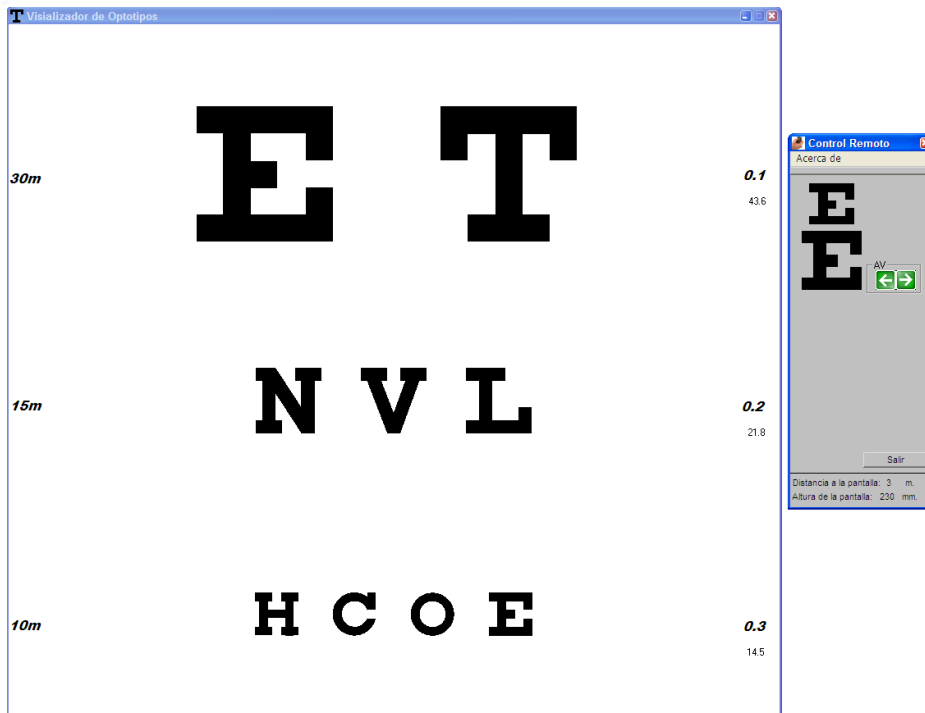 Visializador de Optotipos
30m
E T
0.1
43.6
15m
N V L
0.2
21.8
10m
H C O E
0.3
14.5
Control Remoto
Acerca de
E
E
AV
Salir
Distancia a la pantalla: 3 m.
Altura de la pantalla: 230 mm.